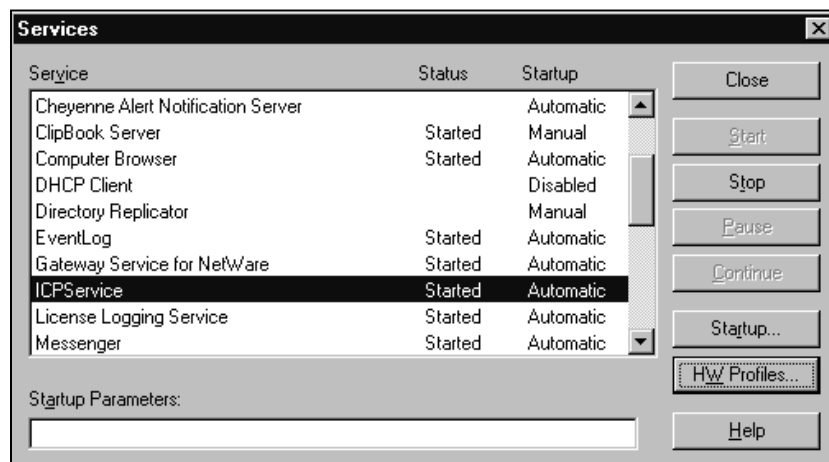 Services
Service Status Startup
Cheyenne Alert Notification Server Automatic
ClipBook Server Started Manual
Computer Browser Started Automatic
DHCP Client Disabled
Directory Replicator Manual
EventLog Started Automatic
Gateway Service for NetWare Started Automatic
ICPService Started Automatic
License Logging Service Started Automatic
Messenger Started Automatic
Startup Parameters:
Close
Start
Stop
Pause
Continue
Startup...
HW Profiles...
Help